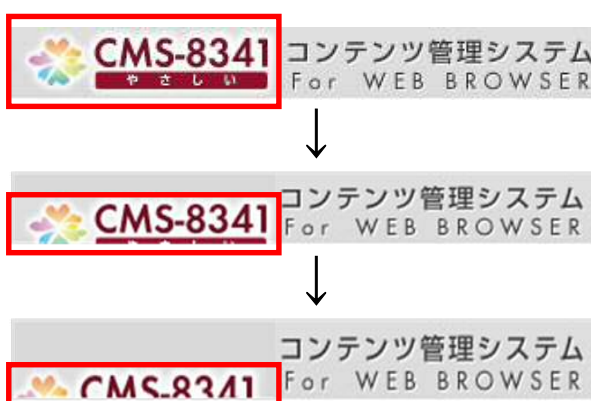 CMS-8341 コンテンツ管理システム
やさしい For WEB BROWSER
↓
CMS-8341 コンテンツ管理システム
For WEB BROWSER
↓
コンテンツ管理システム
CMS-8341 For WEB BROWSER